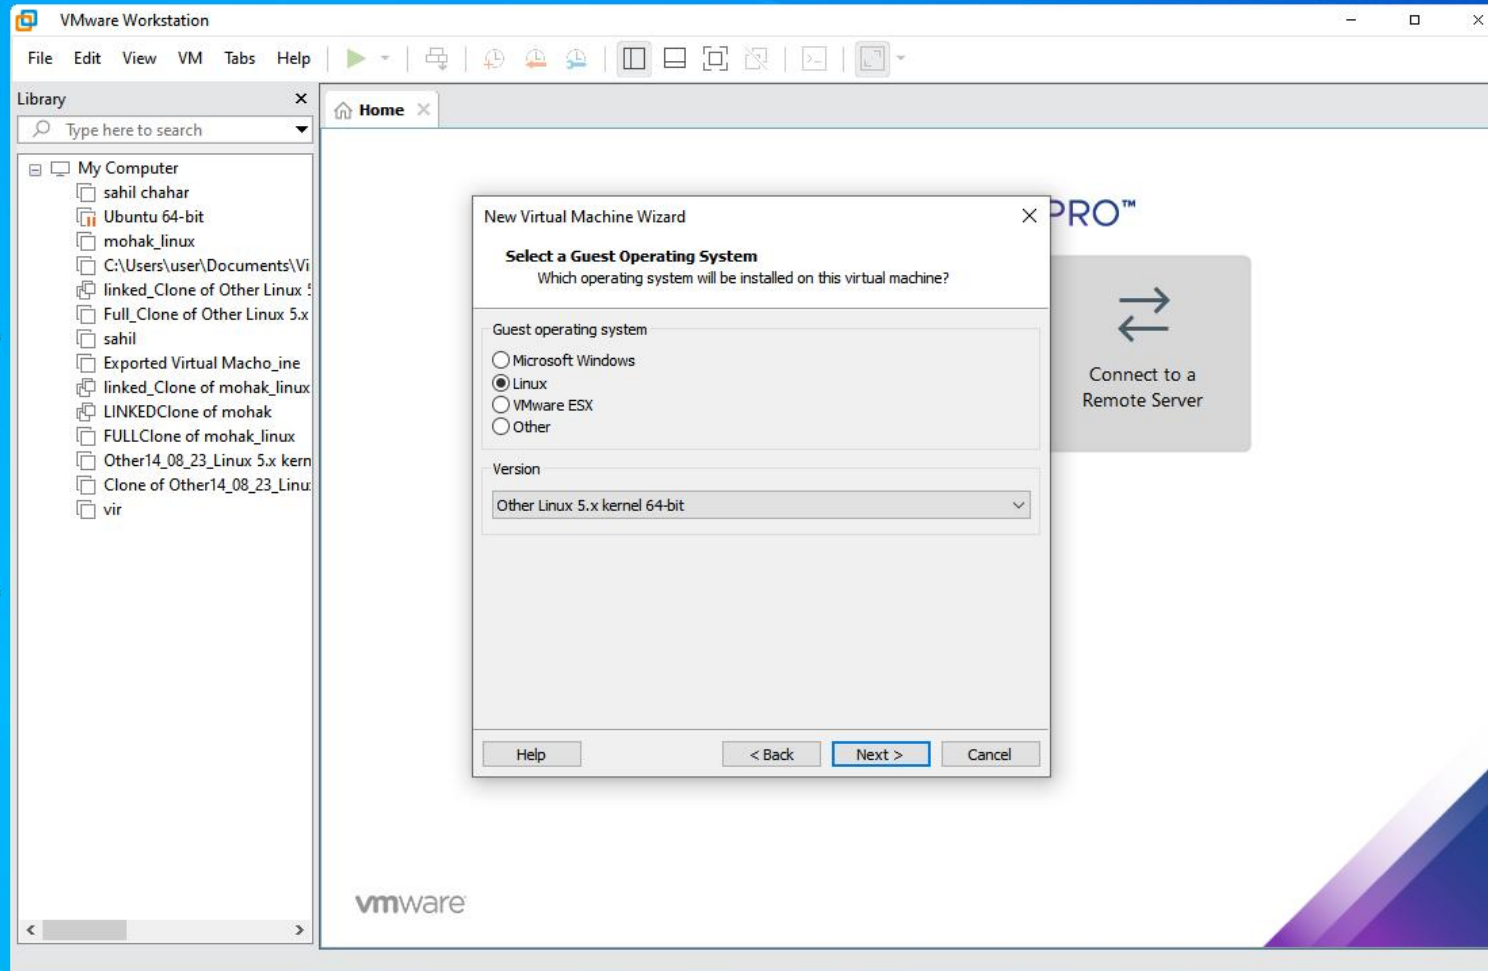 VMware Workstation
File Edit View VM Tabs Help
Library
Type here to search
Home
My Computer
sahil chahar
Ubuntu 64-bit
mohak_linux
C:\Users\user\Documents\Vi
linked_Clone of Other Linux
Full_Clone of Other Linux 5.x
sahil
Exported Virtual Macho_ine
linked_Clone of mohak_linux
LINKEDClone of mohak
FULLClone of mohak_linux
Other14_08_23_Linux 5.x kern
Clone of Other14_08_23_Linu
vir
PRO™
New Virtual Machine Wizard
Select a Guest Operating System
Which operating system will be installed on this virtual machine?
Guest operating system
Microsoft Windows
Linux
VMware ESX
Other
Version
Other Linux 5.x kernel 64-bit
Help < Back Next > Cancel
Connect to a
Remote Server
vmware